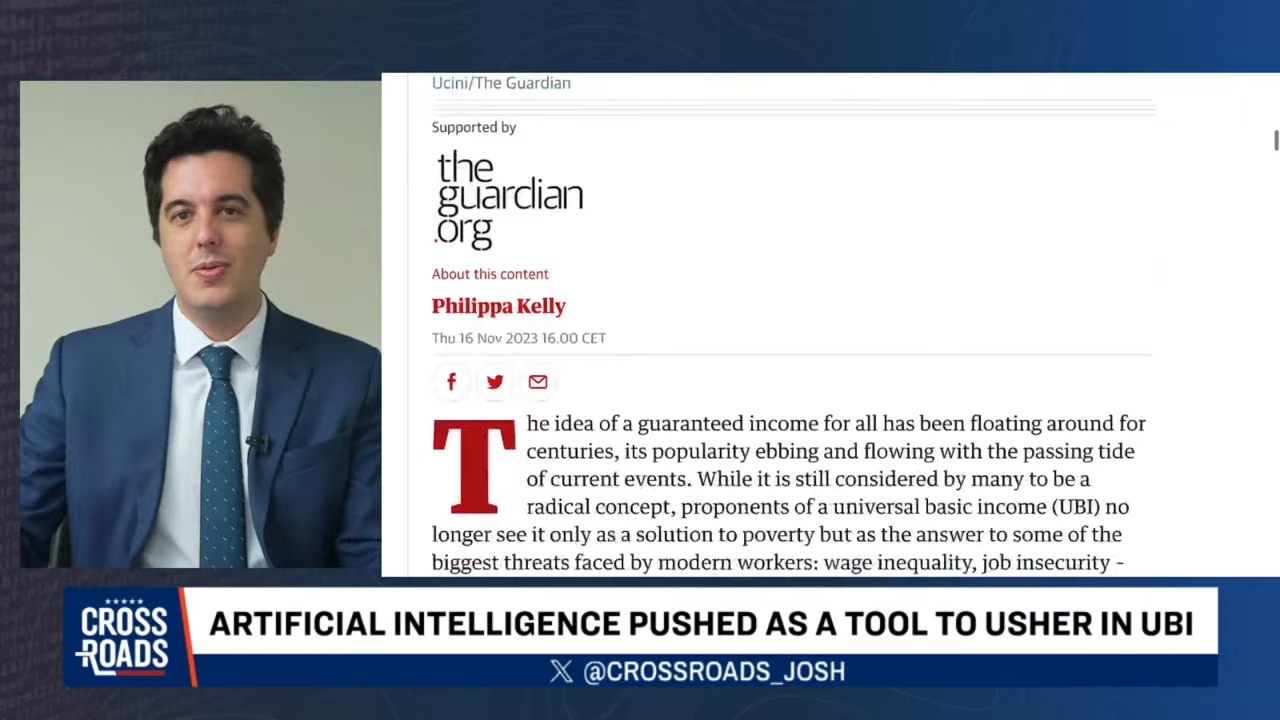 Ucini/The Guardian
Supported by
the
guardian
.org
About this content
Philippa Kelly
Thu 16 Nov 2023 16.00 CET
The idea of a guaranteed income for all has been floating around for
centuries, its popularity ebbing and flowing with the passing tide
of current events. While it is still considered by many to be a
radical concept, proponents of a universal basic income (UBI) no
longer see it only as a solution to poverty but as the answer to some of the
biggest threats faced by modern workers: wage inequality, job insecurity –
CROSS
ROADS
ARTIFICIAL INTELLIGENCE PUSHED AS A TOOL TO USHER IN UBI
X @CROSSROADS_JOSH